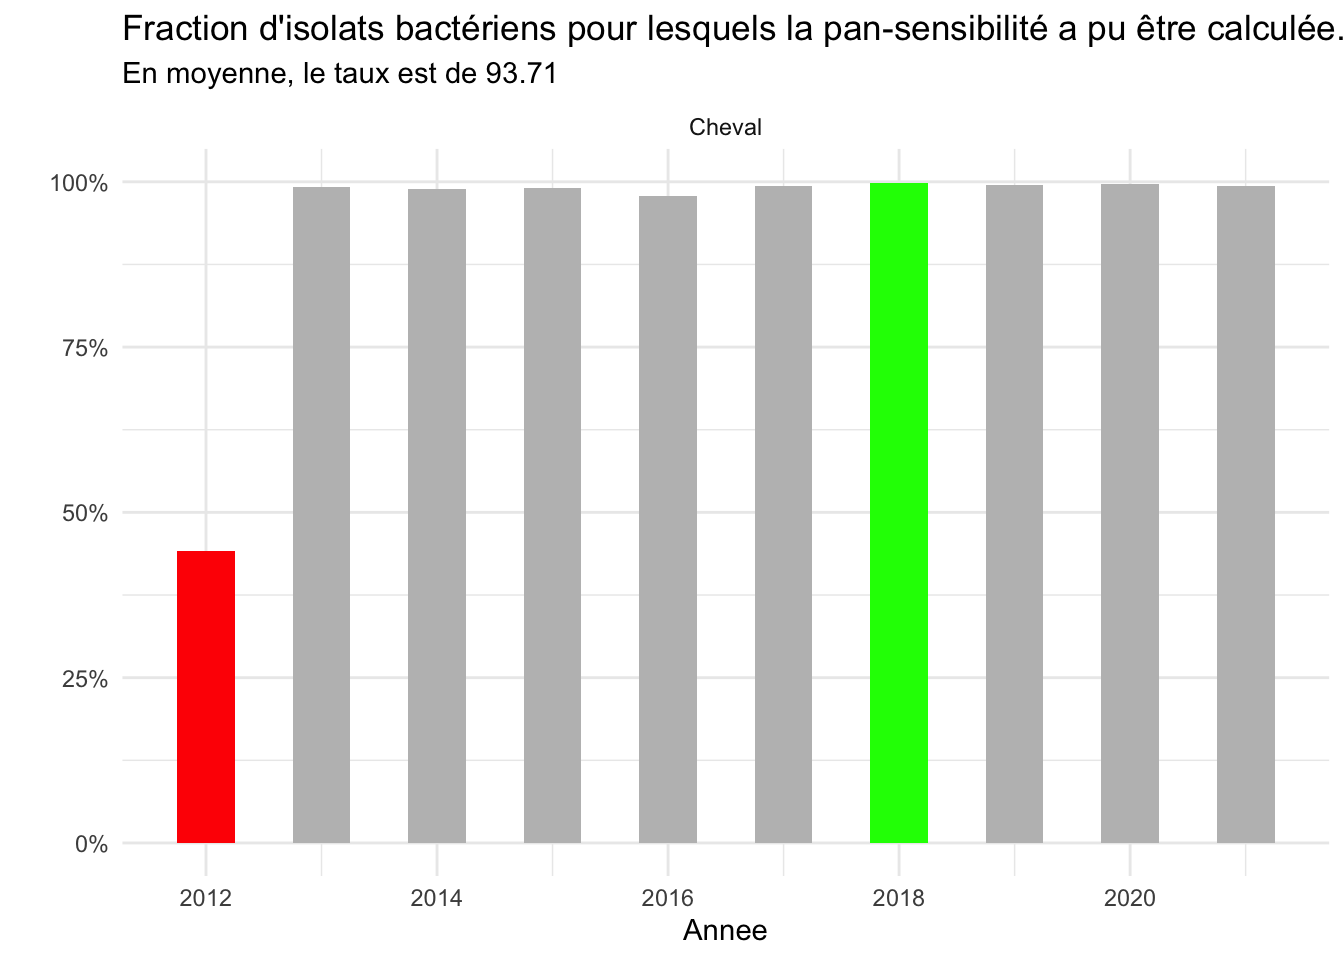 Fraction d'isolats bactériens pour lesquels la pan-sensibilité a pu être calculée.
En moyenne, le taux est de 93.71
Cheval
100%
75%
50%
25%
0%
2012
2014
2016
2018
2020
Annee